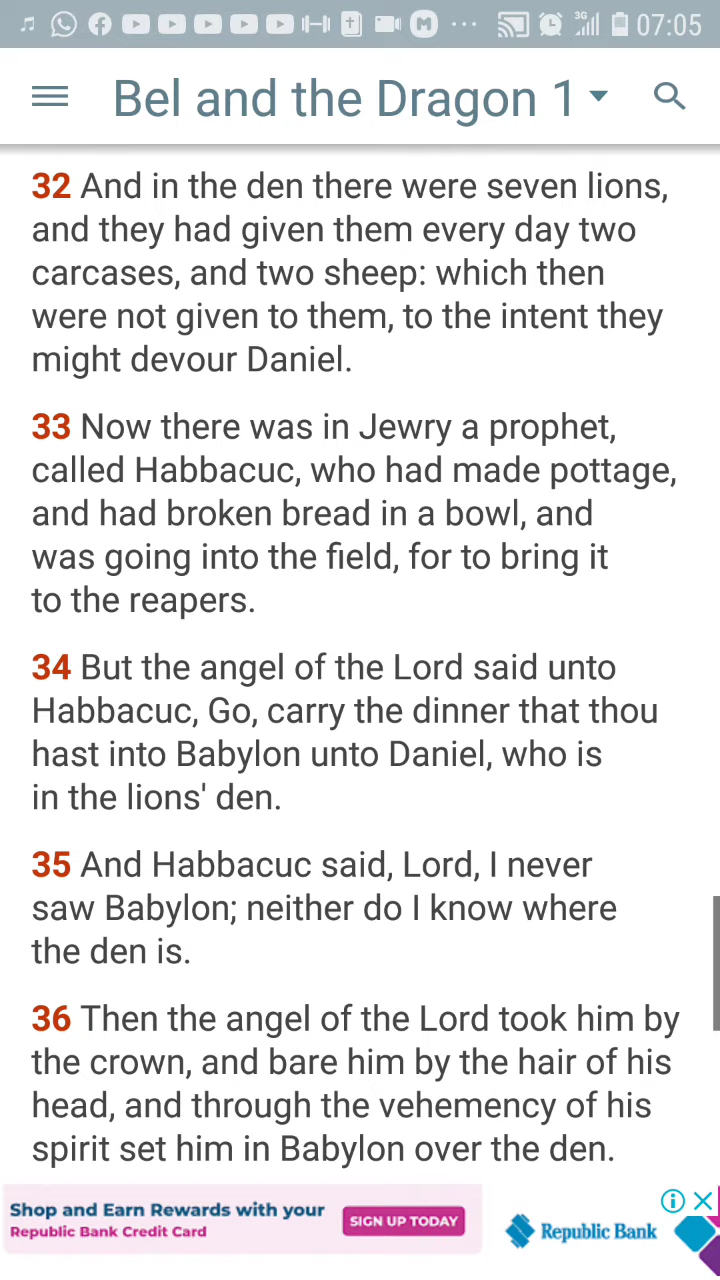 3G 07:05
Bel and the Dragon 1
32 And in the den there were seven lions,
and they had given them every day two
carcases, and two sheep: which then
were not given to them, to the intent they
might devour Daniel.
33 Now there was in Jewry a prophet,
called Habbacuc, who had made pottage,
and had broken bread in a bowl, and
was going into the field, for to bring it
to the reapers.
34 But the angel of the Lord said unto
Habbacuc, Go, carry the dinner that thou
hast into Babylon unto Daniel, who is
in the lions' den.
35 And Habbacuc said, Lord, I never
saw Babylon; neither do I know where
the den is.
36 Then the angel of the Lord took him by
the crown, and bare him by the hair of his
head, and through the vehemency of his
spirit set him in Babylon over the den.
Shop and Earn Rewards with your
Republic Bank Credit Card
SIGN UP TODAY
Republic Bank